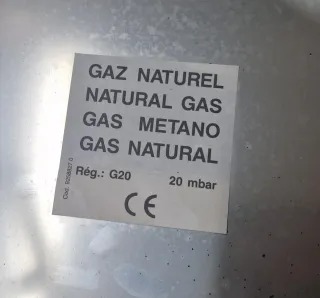 GAZ NATUREL
NATURAL GAS
GAS METANO
GAS NATURAL
Rég.: G20 20 mbar
CE